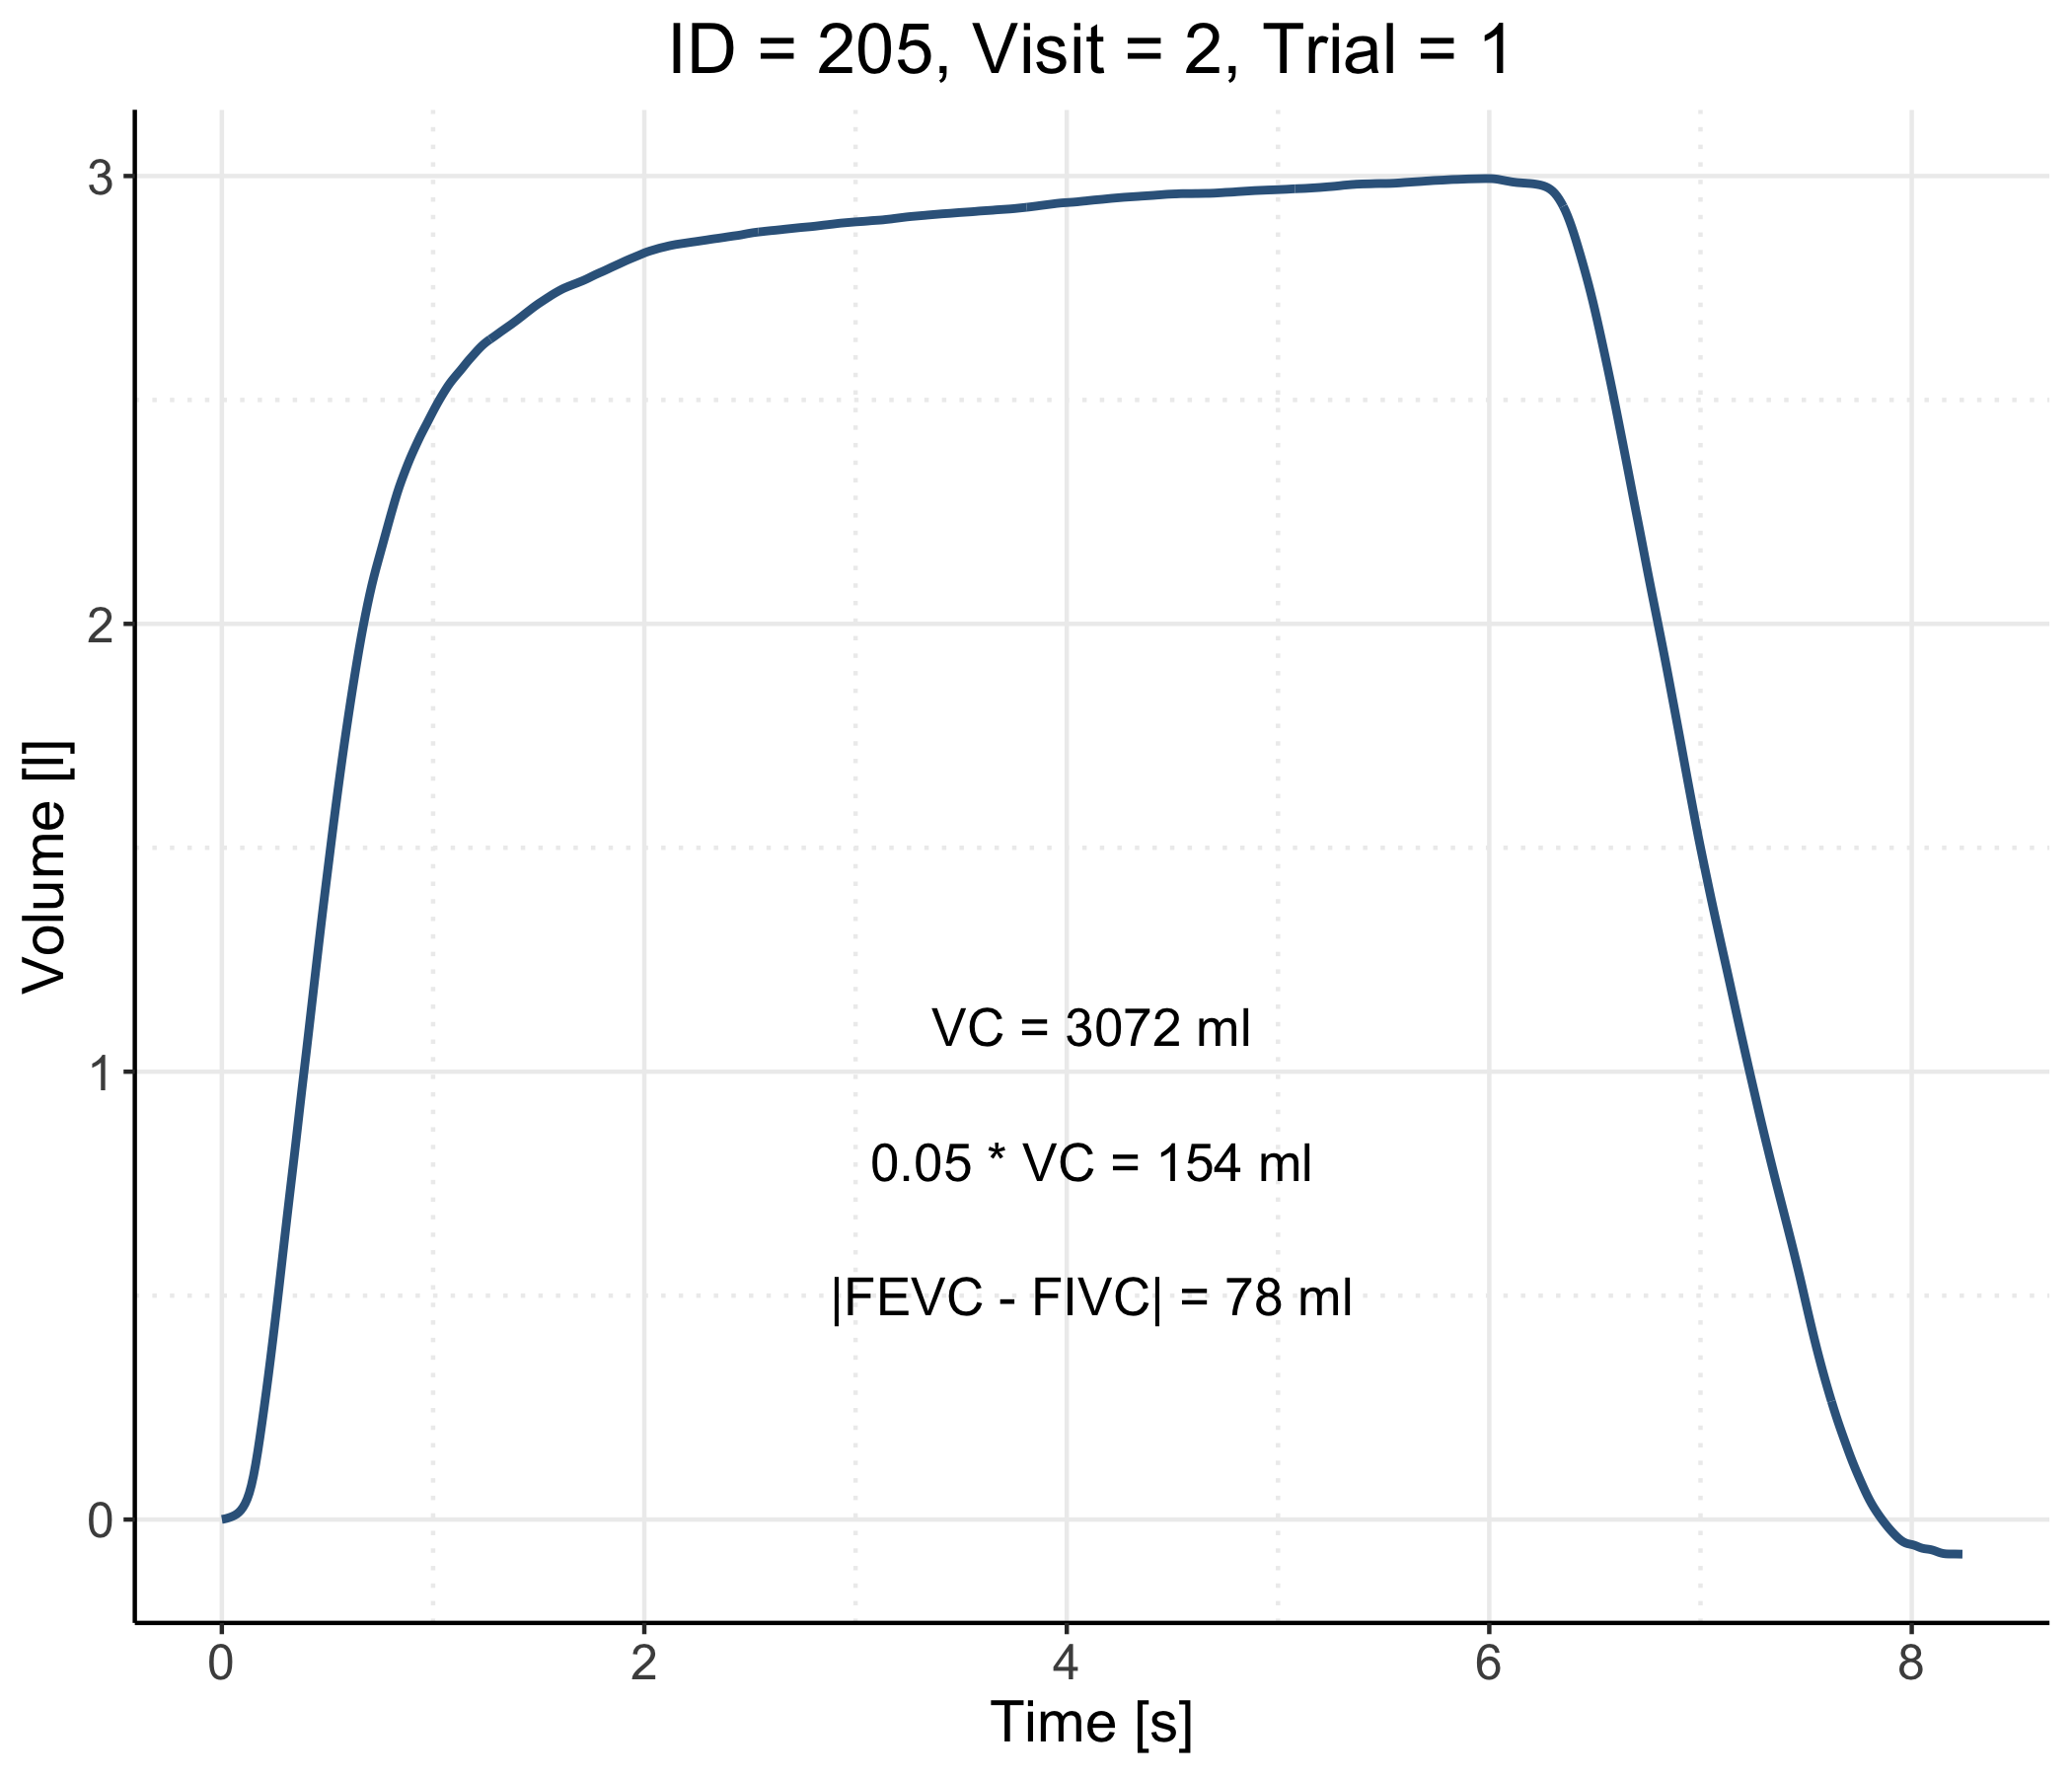 ID = 205, Visit = 2, Trial = 1
3
2
1
0
Volume [l]
VC = 3072 ml
0.05 * VC = 154 ml
|FEVC - FIVC| = 78 ml
0 2 4 6 8
Time [s]